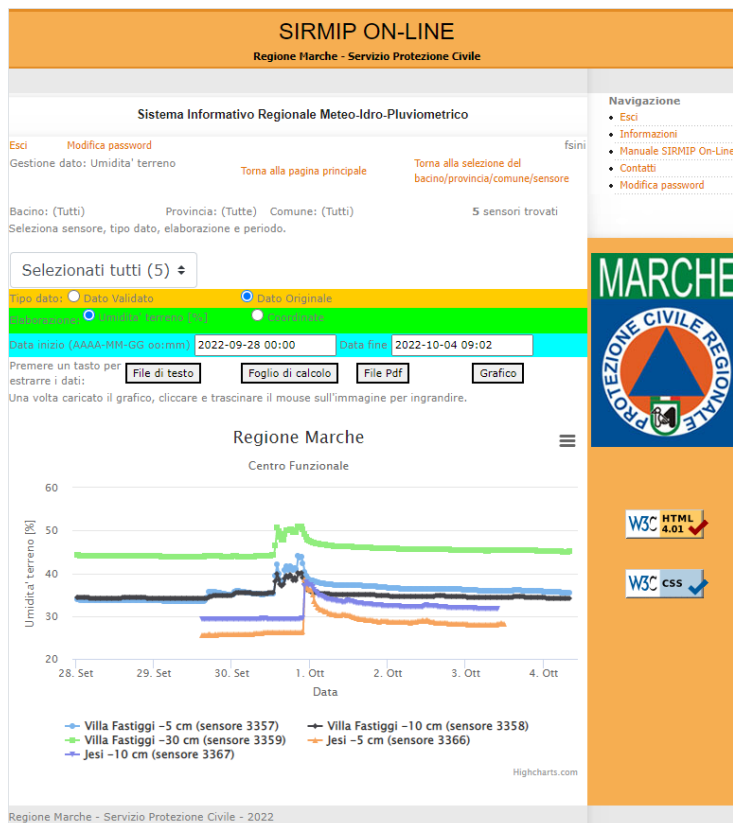 SIRMIP ON-LINE
Regione Marche - Servizio Protezione Civile
Sistema Informativo Regionale Meteo-Idro-Pluviometrico
Esci Modifica password fsini
Gestione dato: Umidita' terreno
Torna alla pagina principale
Torna alla selezione del
bacino/provincia/comune/sensore
Bacino: (Tutti) Provincia: (Tutte) Comune: (Tutti) 5 sensori trovati
Seleziona sensore, tipo dato, elaborazione e periodo.
Selezionati tutti (5)
Tipo dato: Dato Validato Dato Originale
Elaborazione: Umidita' terreno [%] Coordinate
Data inizio (AAAA-MM-GG oo:mm) 2022-09-28 00:00 Data fine 2022-10-04 09:02
Premere un tasto per
estrarre i dati:
File di testo Foglio di calcolo File Pdf Grafico
Una volta caricato il grafico, cliccare e trascinare il mouse sull'immagine per ingrandire.
Regione Marche
Centro Funzionale
Umidita' terreno [%]
60
50
40
30
20
28. Set 29. Set 30. Set 1. Ott 2. Ott 3. Ott 4. Ott
Data
Villa Fastiggi -5 cm (sensore 3357) Villa Fastiggi -10 cm (sensore 3358)
Villa Fastiggi -30 cm (sensore 3359) Jesi -5 cm (sensore 3366)
Jesi -10 cm (sensore 3367)
Highcharts.com
Navigazione
Esci
Informazioni
Manuale SIRMIP On-Line
Contatti
Modifica password
MARCHE
PROTEZIONE CIVILE REGIONALE
W3C HTML
4.01
W3C css
Regione Marche - Servizio Protezione Civile - 2022